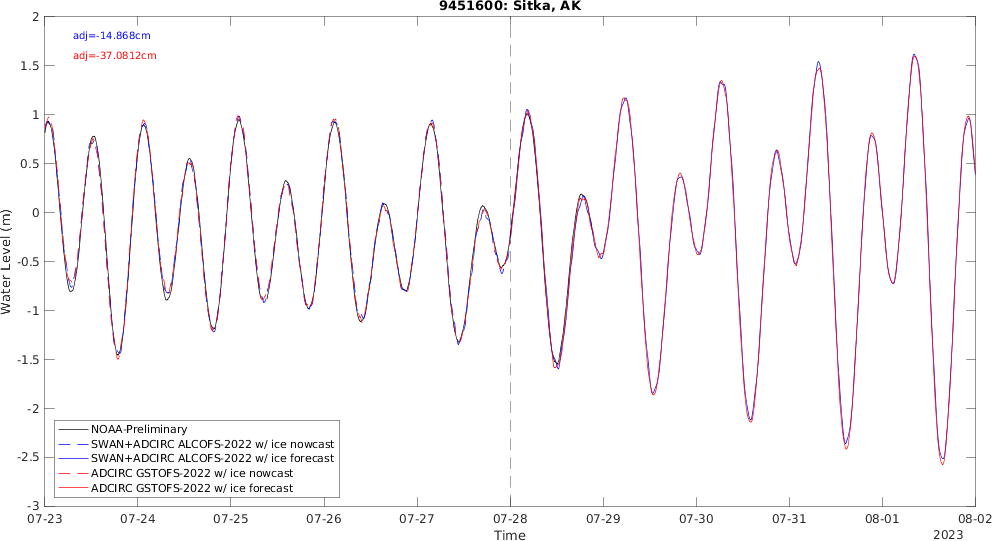 9451600: Sitka, AK
adj=-14.868cm
adj=-37.0812cm
2
1.5
1
0.5
0
-0.5
-1
-1.5
-2
-2.5
-3
Water Level (m)
NOAA-Preliminary
SWAN+ADCIRC ALCOFS-2022 w/ ice nowcast
SWAN+ADCIRC ALCOFS-2022 w/ ice forecast
ADCIRC GSTOFS-2022 w/ ice nowcast
ADCIRC GSTOFS-2022 w/ ice forecast
07-23 07-24 07-25 07-26 07-27 07-28 07-29 07-30 07-31 08-01 08-02
Time
2023